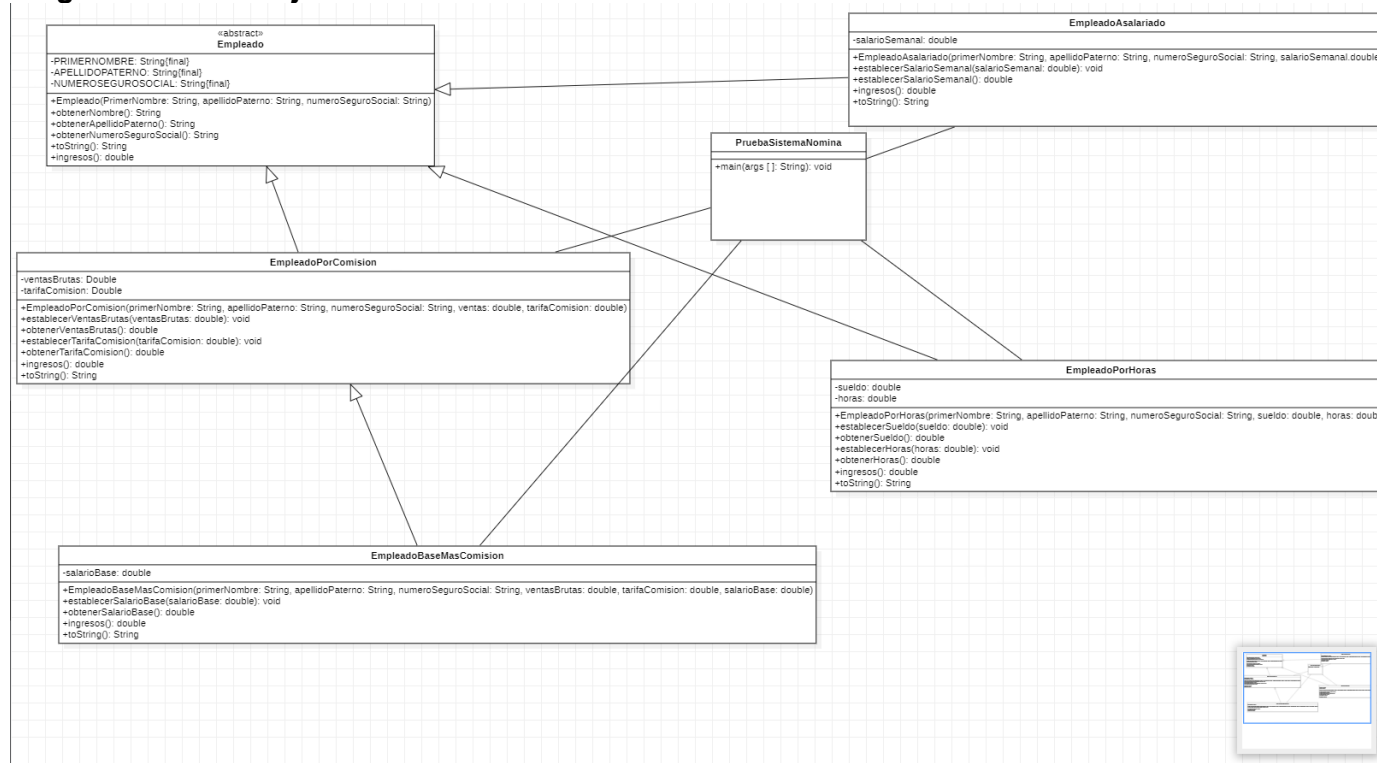 «abstract»
Empleado
-PRIMERNOMBRE: String{final}
-APELLIDOPATERNO: String{final}
-NUMEROSEGUROSOCIAL: String{final}
+Empleado(PrimerNombre: String, apellidoPaterno: String, numeroSeguroSocial: String)
+obtenerNombre(): String
+obtenerApellidoPaterno(): String
+obtenerNumeroSeguroSocial(): String
+toString(): String
+ingresos(): double
EmpleadoAsalariado
-salarioSemanal: double
+EmpleadoAsalariado(primerNombre: String, apellidoPaterno: String, numeroSeguroSocial: String, salarioSemanal.double
+establecerSalarioSemanal(salarioSemanal: double): void
+establecerSalarioSemanal(): double
+ingresos(): double
+toString(): String
PruebaSistemaNomina
+main(args [ ]: String): void
EmpleadoPorComision
-ventasBrutas: Double
-tarifaComision: Double
+EmpleadoPorComision(primerNombre: String, apellidoPaterno: String, numeroSeguroSocial: String, ventas: double, tarifaComision: double)
+establecerVentasBrutas(ventasBrutas: double): void
+obtenerVentasBrutas(): double
+establecerTarifaComision(tarifaComision: double): void
+obtenerTarifaComision(): double
+ingresos(): double
+toString(): String
EmpleadoPorHoras
-sueldo: double
-horas: double
+EmpleadoPorHoras(primerNombre: String, apellidoPaterno: String, numeroSeguroSocial: String, sueldo: double, horas: doub
+establecerSueldo(sueldo: double): void
+obtenerSueldo(): double
+establecerHoras(horas: double): void
+obtenerHoras(): double
+ingresos(): double
+toString(): String
EmpleadoBaseMasComision
-salarioBase: double
+EmpleadoBaseMasComision(primerNombre: String, apellidoPaterno: String, numeroSeguroSocial: String, ventasBrutas: double, tarifaComision: double, salarioBase: double)
+establecerSalarioBase(salarioBase: double): void
+obtenerSalarioBase(): double
+ingresos(): double
+toString(): String